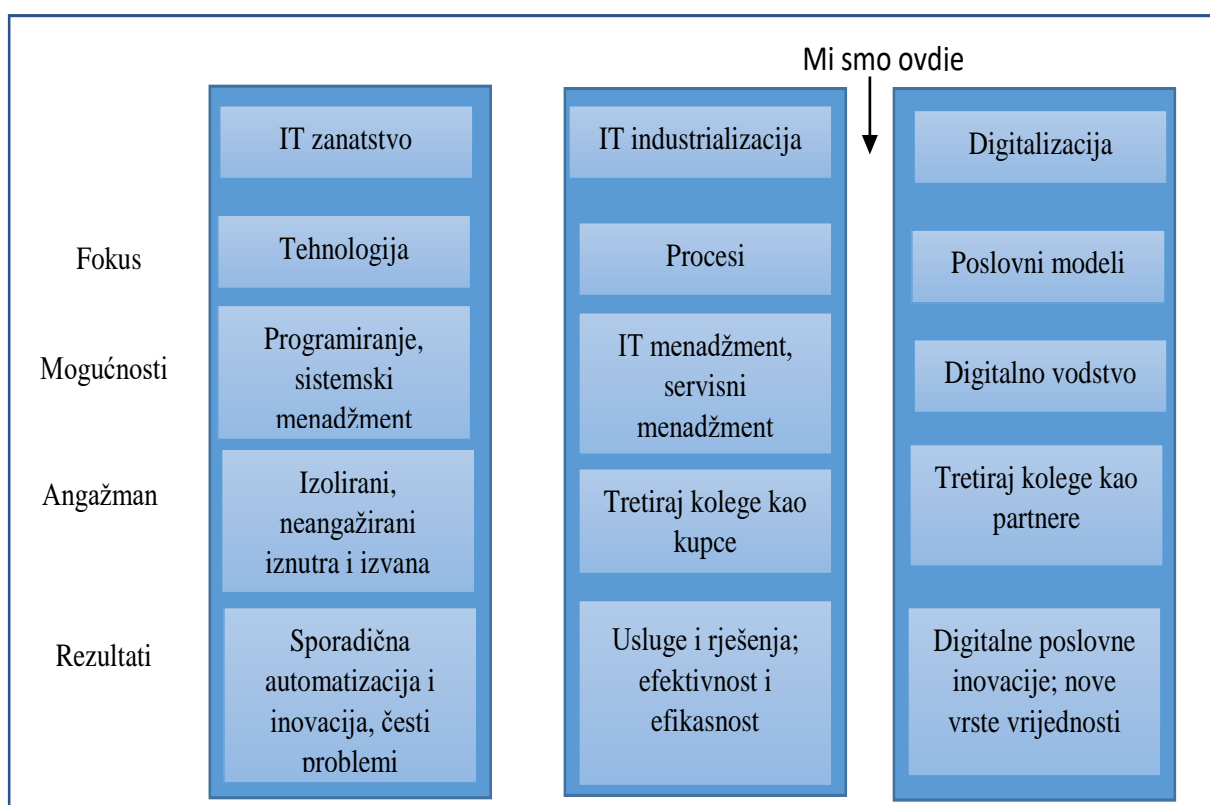 Mi smo ovdje
IT zanatstvo
IT industrializacija
Digitalizacija
Fokus
Tehnologija
Procesi
Poslovni modeli
Mogućnosti
Programiranje,
sistemski
menadžment
IT menadžment,
servisni
menadžment
Digitalno vodstvo
Angažman
Izolirani,
neangažirani
iznutra i izvana
Tretiraj kolege kao
kupce
Tretiraj kolege kao
partnere
Rezultati
Sporadična
automatizacija i
inovacija, česti
problemi
Usluge i rješenja;
efektivnost i
efikasnost
Digitalne poslovne
inovacije; nove
vrste vrijednosti